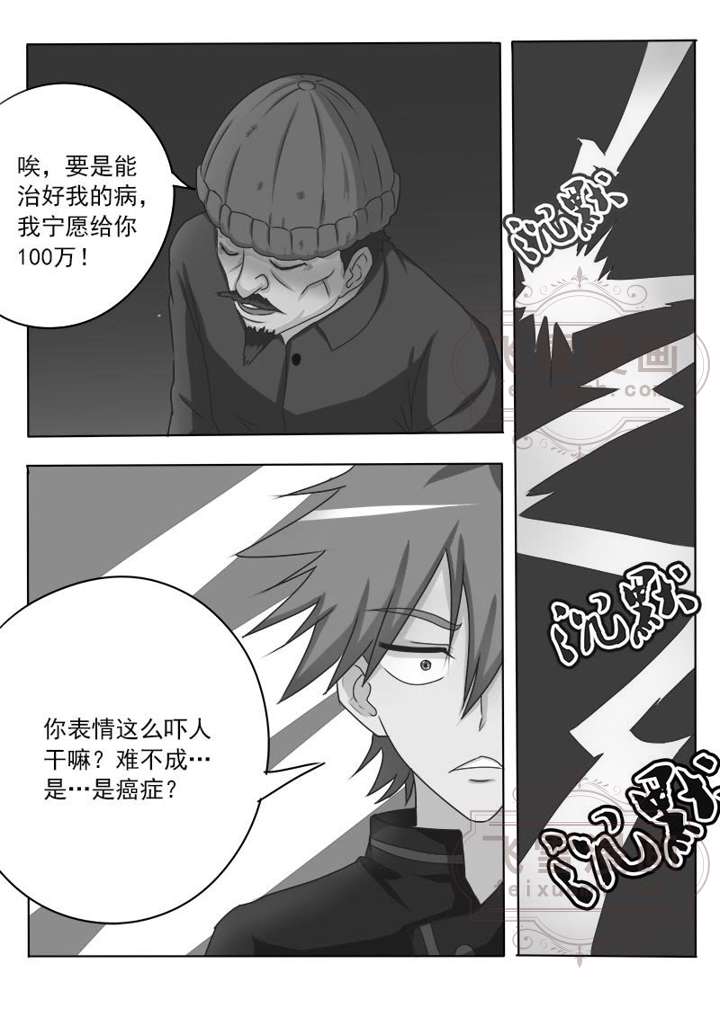 唉，要是能
治好我的病，
我宁愿给你
100万！
沉默
沉默
沉默
你表情这么吓人
干嘛？难不成…
是…是癌症？